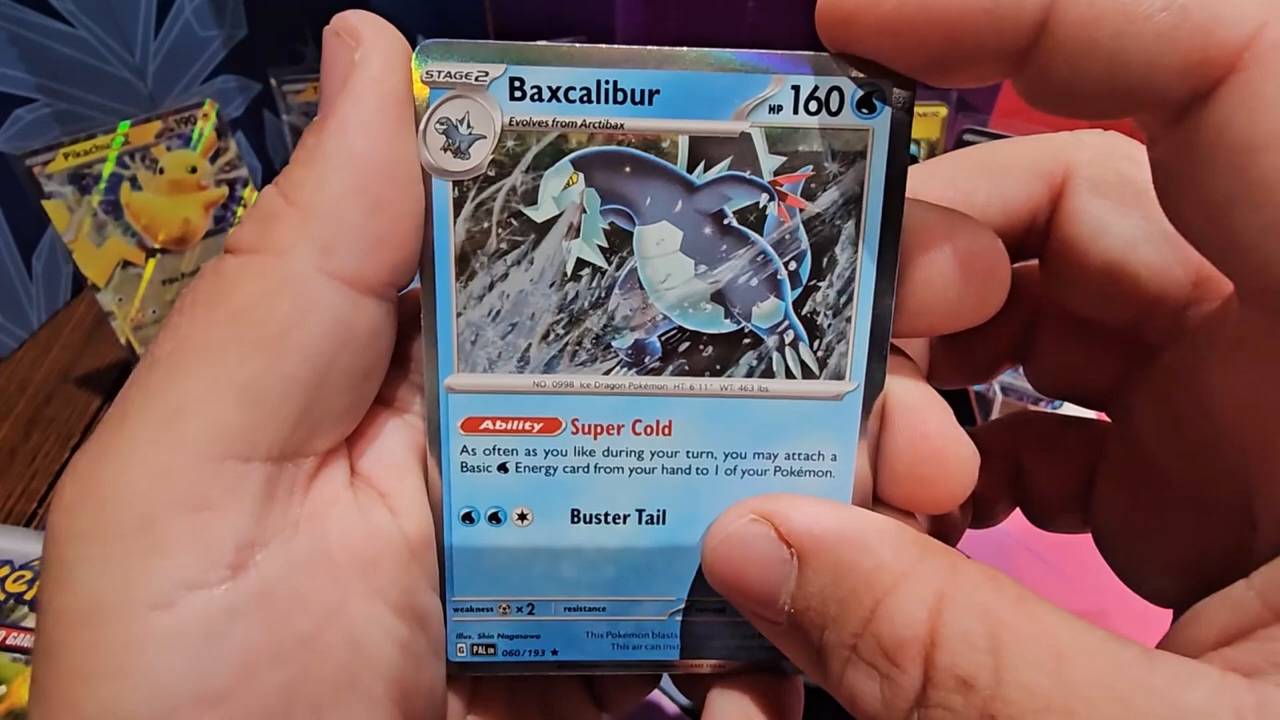 STAGE2
Baxcalibur
HP 160
Evolves from Arctibax
NO. 0998 Ice Dragon Pokémon HT: 6'11" WT: 463 lbs.
Ability Super Cold
As often as you like during your turn, you may attach a
Basic Energy card from your hand to 1 of your Pokémon.
Buster Tail
weakness ×2 resistance
Illus. Shin Nagasawa
This Pokémon blasts
This air can
G PAL EN 060/193 ★
Pikachu
190